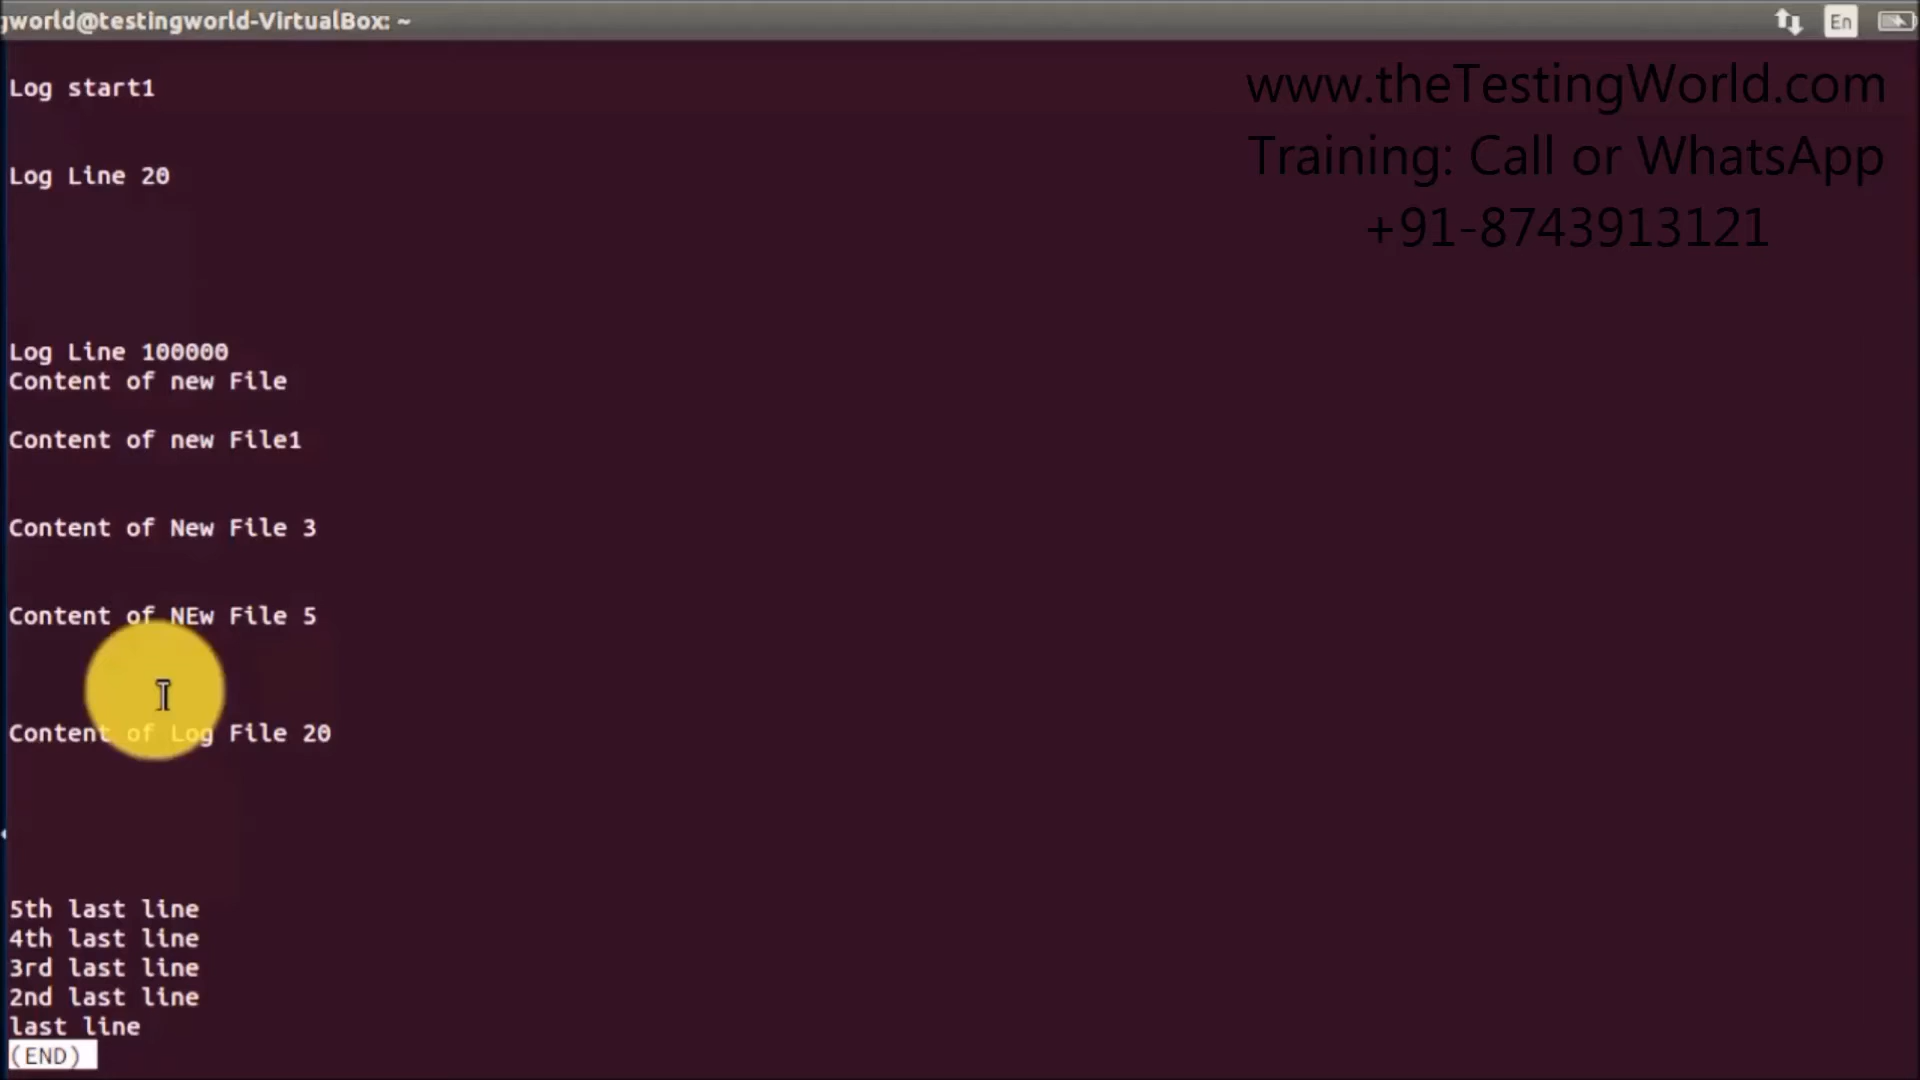 gworld@testingworld-VirtualBox: ~
En
www.theTestingWorld.com
Training: Call or WhatsApp
+91-8743913121
Log start1
Log Line 20
Log Line 100000
Content of new File
Content of new File1
Content of New File 3
Content of NEw File 5
Content of Log File 20
5th last line
4th last line
3rd last line
2nd last line
last line
(END)